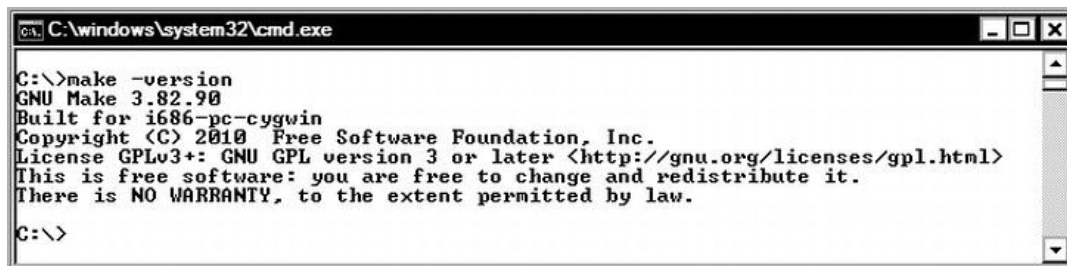 C:\windows\system32\cmd.exe
C:\>make -version
GNU Make 3.82.90
Built for i686-pc-cygwin
Copyright (C) 2010  Free Software Foundation, Inc.
License GPLv3+: GNU GPL version 3 or later <http://gnu.org/licenses/gpl.html>
This is free software: you are free to change and redistribute it.
There is NO WARRANTY, to the extent permitted by law.
C:\>